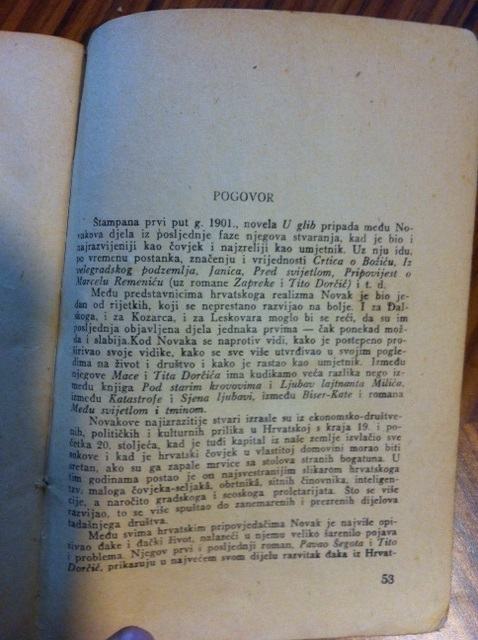 POGOVOR
Štampana prvi put g. 1901., novela U glib pripada među No-
vakova djela iz posljednje faze njegova stvaranja, kad je bio i
najrazvijeniji kao čovjek i najzreliji kao umjetnik. Uz nju idu,
po vremenu postanka, značenju i vrijednosti Crtica o Božiću, Iz
velegradskog podzemlja, Janica, Pred svijetlom, Pripovijest o
Marcelu Remeniću (uz romane Zapreke i Tito Dorčić) i t. d.
Među predstavnicima hrvatskoga realizma Novak je bio je-
dan od rijetkih, koji se neprestano razvijao na bolje. I za Đal-
skoga, i za Kozarca, i za Leskovara moglo bi se reći, da su im
posljednja objavljena djela jednaka prvima — čak ponekad mož-
da i slabija.Kod Novaka se naprotiv vidi, kako je postepeno pro-
širivao svoje vidike, kako se sve više utvrđivao u svojim pogle-
dima na život i društvo i kako je rastao kao umjetnik. Između
njegove Mace i Tita Dorčića ima kudikamo veća razlika nego iz-
među knjiga Pod starim krovovima i Ljubav lajtnanta Milića,
između Katastrofe i Sjena ljubavi, između Biser-Kate i romana
Među svijetlom i tminom.
Novakove najizrazitije stvari izrasle su iz ekonomsko-društve-
nih, političkih i kulturnih prilika u Hrvatskoj s kraja 19. i po-
četka 20. stoljeća, kad je tuđi kapital iz naše zemlje izvlačio sve
sokove i kad je hrvatski čovjek u vlastitoj domovini morao biti
sretan, ako su ga zapale mrvice sa stolova stranih bogatuna. U
tim godinama postao je on najsvestranijim slikarom hrvatskoga
maloga čovjeka-seljaká, obrtnika, sitnih činovnika, inteligen-
cije, a naročito gradskoga i seoskoga proletarijata. Što se više
razvijao, to se više spuštao do zanemarenih i prezrenih dijelova
tadašnjega društva.
Među svima hrvatskim pripovjedačima Novak je najviše opi-
sivao đake i đački život, nalazeći u njemu veliko šarenilo pojava
i problema. Njegov prvi i posljednji roman, Pavao Šegota i Tito
Dorčić, prikazuju u najvećem svom dijelu razvitak đaka iz Hrvat-
53